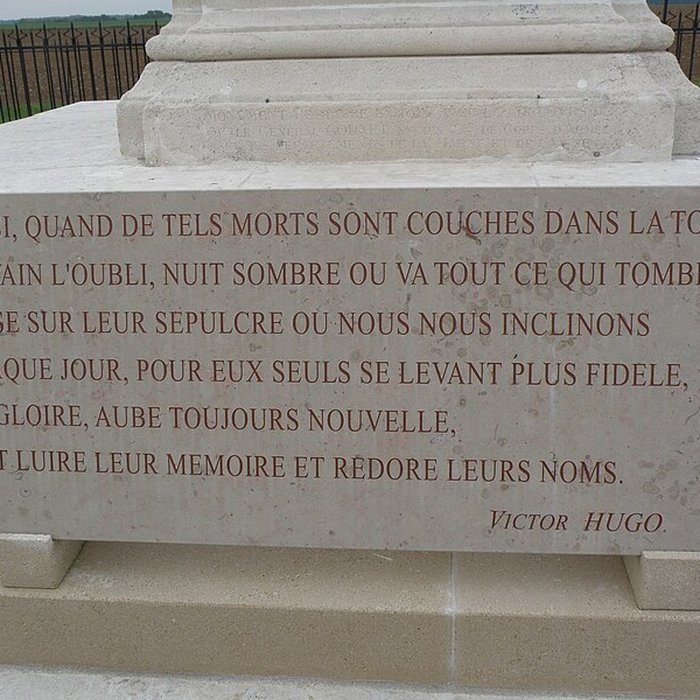 I, QUAND DE TELS MORTS SONT COUCHES DANS LA TO
AIN L'OUBLI, NUIT SOMBRE OU VA TOUT CE QUI TOMBE
SE SUR LEUR SEPULCRE OU NOUS NOUS INCLINONS
QUE JOUR, POUR EUX SEULS SE LEVANT PLUS FIDELE,
GLOIRE, AUBE TOUJOURS NOUVELLE,
T LUIRE LEUR MEMOIRE ET REDORE LEURS NOMS.
VICTOR HUGO.